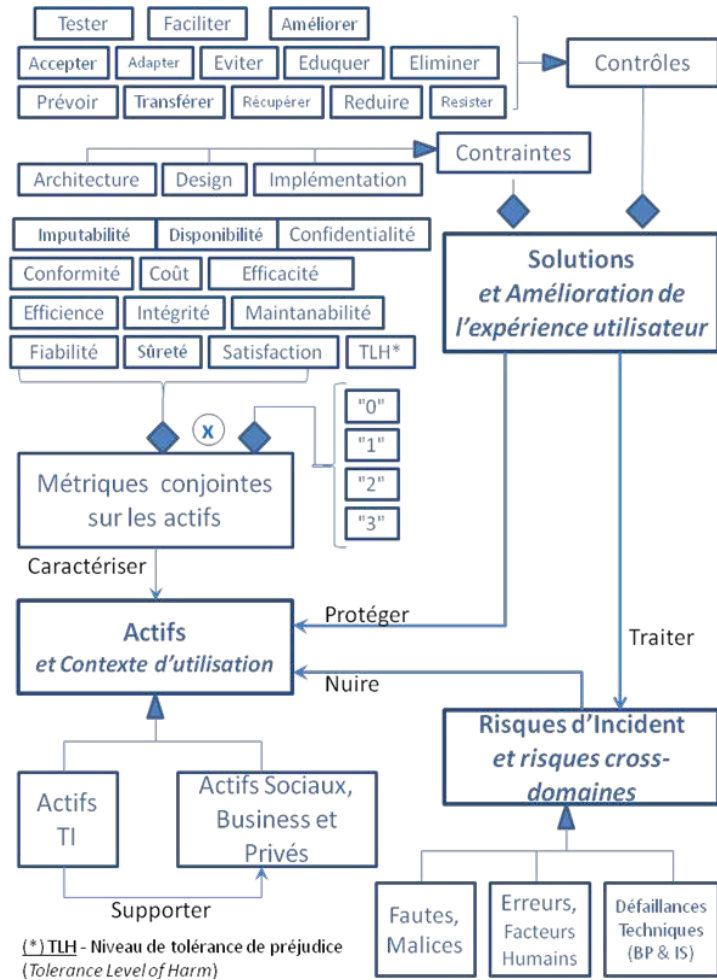 Tester Faciliter Améliorer
Accepter Adapter Eviter Eduquer Eliminer
Contrôles
Prévoir Transférer Récupérer Reduire Resister
Contraintes
Architecture Design Implémentation
Imputabilité Disponibilité Confidentialité
Conformité Coût Efficacité
Efficience Intégrité Maintanabilité
Fiabilité Sûreté Satisfaction TLH*
Solutions
et Amélioration de
l'expérience utilisateur
X
"0"
"1"
"2"
"3"
Métriques conjointes
sur les actifs
Caractériser
Actifs
et Contexte d'utilisation
Protéger
Traiter
Nuire
Risques d'Incident
et risques cross-
domaines
Actifs
TI
Actifs Sociaux,
Business et
Privés
Supporter
Fautes,
Malices
Erreurs,
Facteurs
Humains
Défaillances
Techniques
(BP & IS)
(*) TLH - Niveau de tolérance de préjudice
(Tolerance Level of Harm)